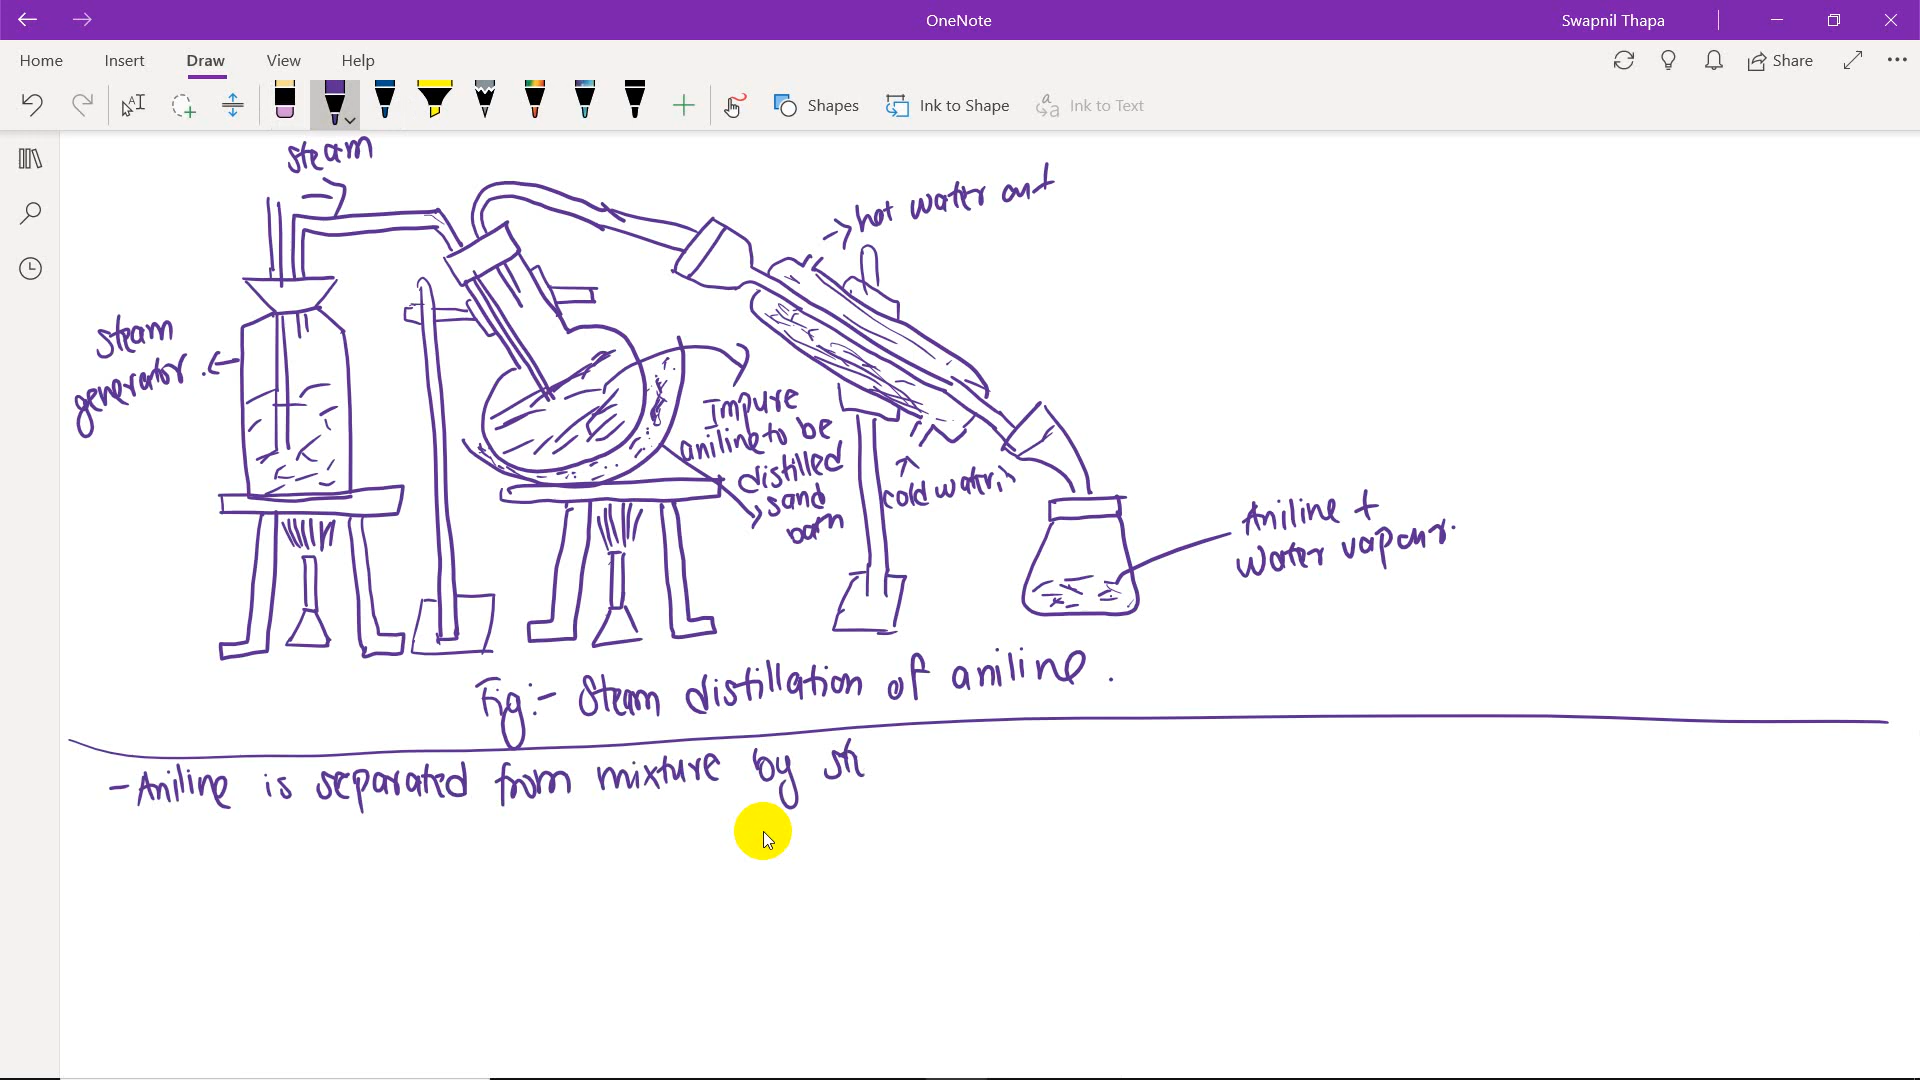 OneNote
Swapnil Thapa
Home Insert Draw View Help
Share
Shapes
Ink to Shape
Ink to Text
steam
→ hot water out
steam
generator.
Impure
aniline to be
distilled
sand
cold water
Aniline +
water vapour.
Fig:- Steam distillation of aniline.
- Aniline is separated from mixture by